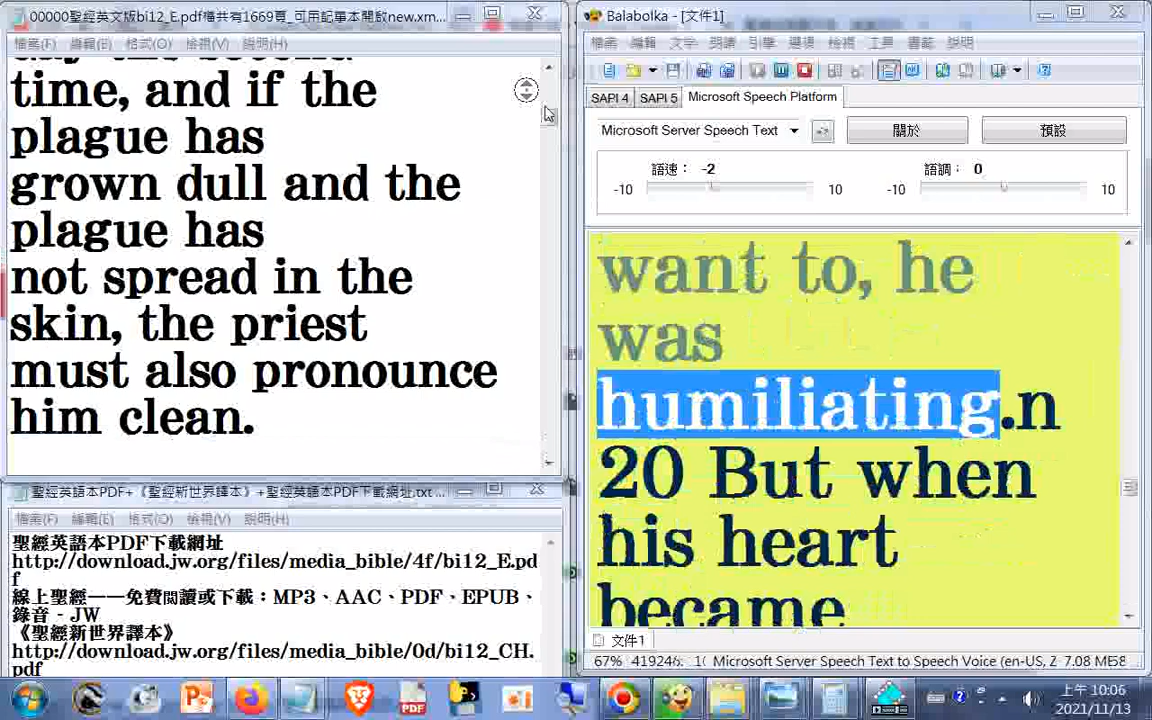 00000聖經英文版bi12_E.pdf檔共有1669頁_可用記事本開啟new.xm...
檔案(F) 編輯(E) 格式(O) 檢視(V) 說明(H)
time, and if the
plague has
grown dull and the
plague has
not spread in the
skin, the priest
must also pronounce
him clean.
聖經英語本PDF+《聖經新世界譯本》+聖經英語本PDF下載網址.txt ...
檔案(F) 編輯(E) 格式(O) 檢視(V) 說明(H)
聖經英語本PDF下載網址
http://download.jw.org/files/media_bible/4f/bi12_E.pd
f
線上聖經——免費閱讀或下載：MP3、AAC、PDF、EPUB、
錄音 - JW
《聖經新世界譯本》
http://download.jw.org/files/media_bible/0d/bi12_CH.
pdf
Balabolka - [文件1]
檔案 編輯 文字 朗讀 引擎 選項 檢視 工具 書籤 說明
SAPI 4 SAPI 5 Microsoft Speech Platform
Microsoft Server Speech Text 關於 預設
語速： -2 語調： 0
-10 10 -10 10
want to, he
was
humiliating.n
20 But when
his heart
became
文件1
67% Microsoft Server Speech Text to Speech Voice (en-US, Z 7.08 ME
上午 10:06
2021/11/13